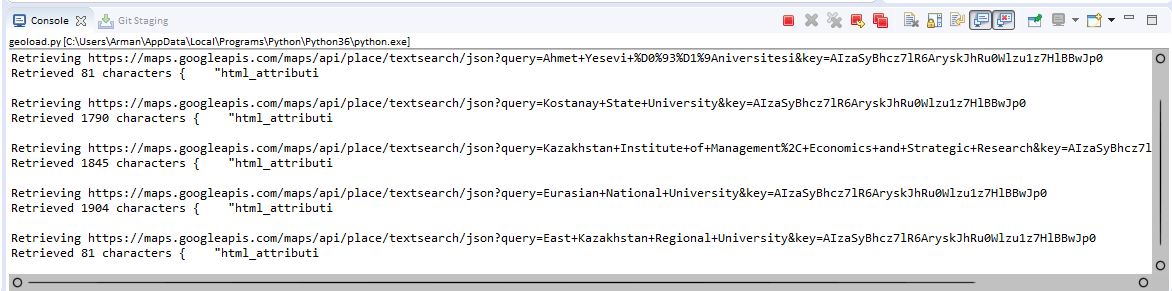 Console Git Staging
geoload.py [C:\Users\Arman\AppData\Local\Programs\Python\Python36\python.exe]
Retrieving https://maps.googleapis.com/maps/api/place/textsearch/json?query=Ahmet+Yesevi+%D0%93%D1%9Aniversitesi&key=AIzaSyBhcz7lR6AryskJhRu0Wlzu1z7HlBBwJp0
Retrieved 81 characters {    "html_attributi
Retrieving https://maps.googleapis.com/maps/api/place/textsearch/json?query=Kostanay+State+University&key=AIzaSyBhcz7lR6AryskJhRu0Wlzu1z7HlBBwJp0
Retrieved 1790 characters {    "html_attributi
Retrieving https://maps.googleapis.com/maps/api/place/textsearch/json?query=Kazakhstan+Institute+of+Management%2C+Economics+and+Strategic+Research&key=AIzaSyBhcz7l
Retrieved 1845 characters {    "html_attributi
Retrieving https://maps.googleapis.com/maps/api/place/textsearch/json?query=Eurasian+National+University&key=AIzaSyBhcz7lR6AryskJhRu0Wlzu1z7HlBBwJp0
Retrieved 1904 characters {    "html_attributi
Retrieving https://maps.googleapis.com/maps/api/place/textsearch/json?query=East+Kazakhstan+Regional+University&key=AIzaSyBhcz7lR6AryskJhRu0Wlzu1z7HlBBwJp0
Retrieved 81 characters {    "html_attributi